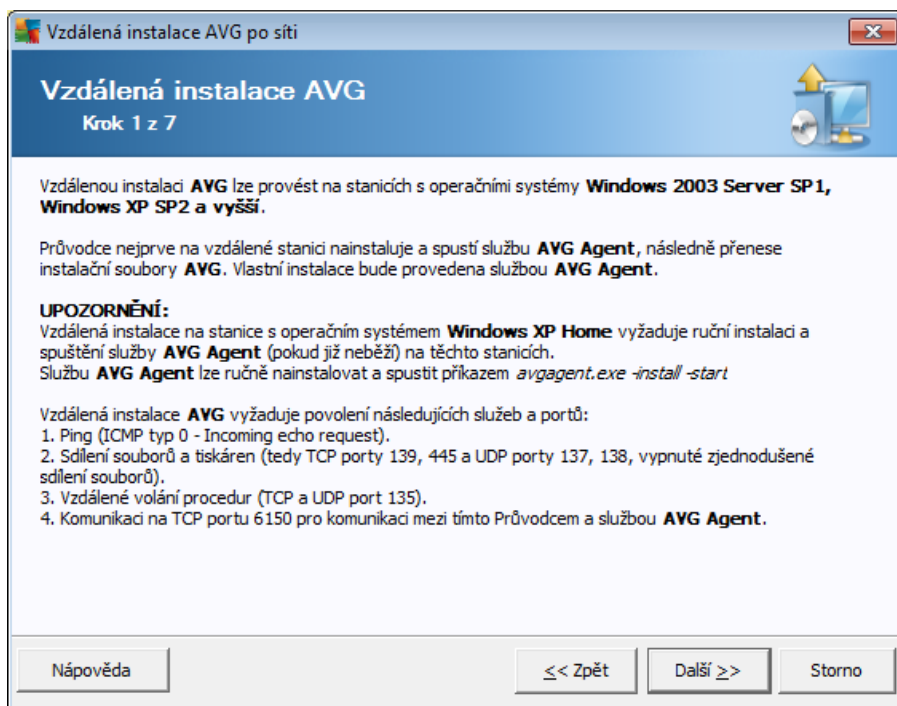 Vzdálená instalace AVG po síti
Vzdálená instalace AVG
Krok 1 z 7
Vzdálenou instalaci AVG lze provést na stanicích s operačními systémy Windows 2003 Server SP1,
Windows XP SP2 a vyšší.
Průvodce nejprve na vzdálené stanici nainstaluje a spustí službu AVG Agent, následně přenese
instalační soubory AVG. Vlastní instalace bude provedena službou AVG Agent.
UPOZORNĚNÍ:
Vzdálená instalace na stanice s operačním systémem Windows XP Home vyžaduje ruční instalaci a
spuštění služby AVG Agent (pokud již neběží) na těchto stanicích.
Službu AVG Agent lze ručně nainstalovat a spustit příkazem avgagent.exe -install -start
Vzdálená instalace AVG vyžaduje povolení následujících služeb a portů:
1. Ping (ICMP typ 0 - Incoming echo request).
2. Sdílení souborů a tiskáren (tedy TCP porty 139, 445 a UDP porty 137, 138, vypnuté zjednodušené
sdílení souborů).
3. Vzdálené volání procedur (TCP a UDP port 135).
4. Komunikaci na TCP portu 6150 pro komunikaci mezi tímto Průvodcem a službou AVG Agent.
Nápověda
<< Zpět
Další >>
Storno